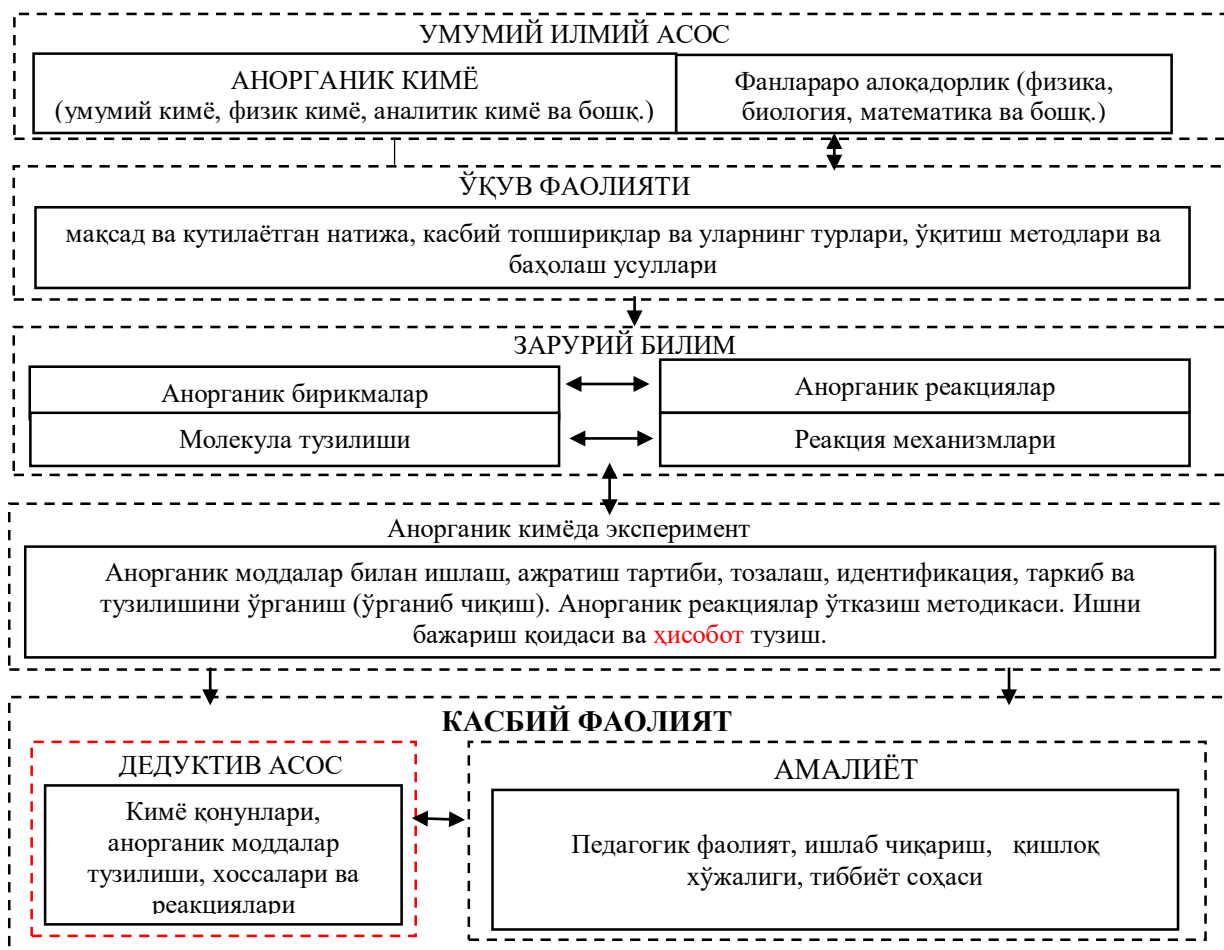 УМУМИЙ ИЛМИЙ АСОС
АНОРГАНИК КИМЁ
(умумий кимё, физик кимё, аналитик кимё ва бошқ.)
Фанлараро алоқадорлик (физика,
биология, математика ва бошқ.)
ЎҚУВ ФАОЛИЯТИ
мақсад ва кутилаётган натижа, касбий топшириқлар ва уларнинг турлари, ўқитиш методлари ва
баҳолаш усуллари
ЗАРУРИЙ БИЛИМ
Анорганик бирикмалар
Анорганик реакциялар
Молекула тузилиши
Реакция механизмлари
Анорганик кимёда эксперимент
Анорганик моддалар билан ишлаш, ажратиш тартиби, тозалаш, идентификация, таркиб ва
тузилишини ўрганиш (ўрганиб чиқиш). Анорганик реакциялар ўтказиш методикаси. Ишни
бажариш қоидаси ва ҳисобот тузиш.
КАСБИЙ ФАОЛИЯТ
ДЕДУКТИВ АСОС
Кимё қонунлари,
анорганик моддалар
тузилиши, хоссалари ва
реакциялари
АМАЛИЁТ
Педагогик фаолият, ишлаб чиқариш, қишлоқ
хўжалиги, тиббиёт соҳаси